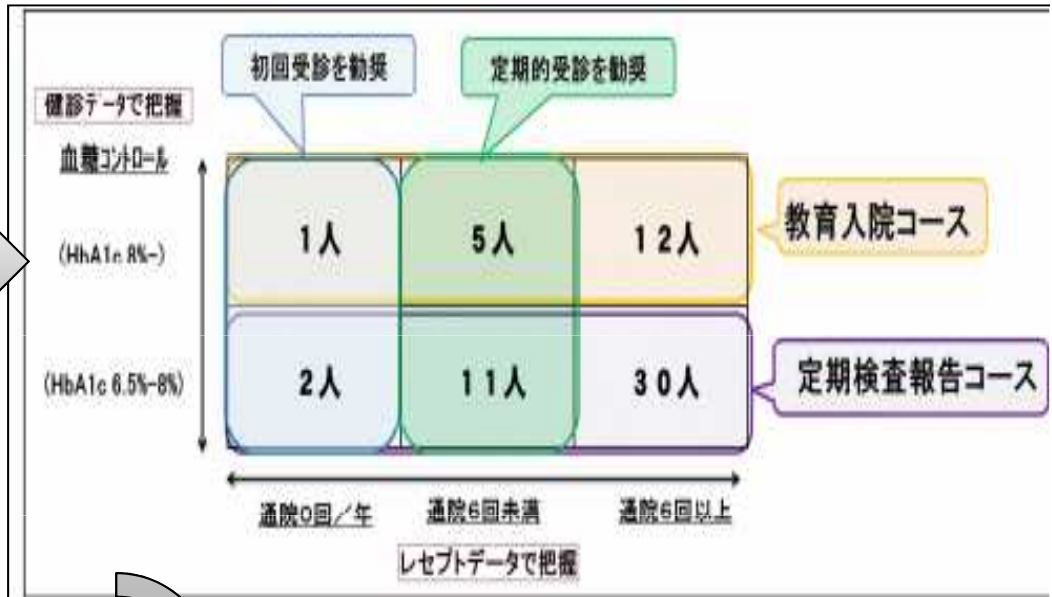 初回受診を勧奨
定期的受診を勧奨
健診データで把握
血糖コントロール
(HbA1c 8%-)
1人
5人
12人
教育入院コース
(HbA1c 6.5%-8%)
2人
11人
30人
定期検査報告コース
通院0回/年
通院6回未満
通院6回以上
レセプトデータで把握